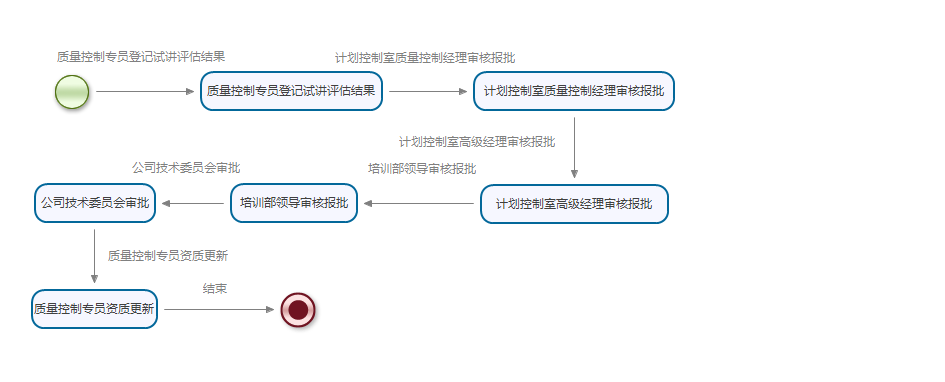 质量控制专员登记试讲评估结果
计划控制室质量控制经理审核报批
质量控制专员登记试讲评估结果
计划控制室质量控制经理审核报批
计划控制室高级经理审核报批
公司技术委员会审批
培训部领导审核报批
公司技术委员会审批
培训部领导审核报批
计划控制室高级经理审核报批
质量控制专员资质更新
结束
质量控制专员资质更新